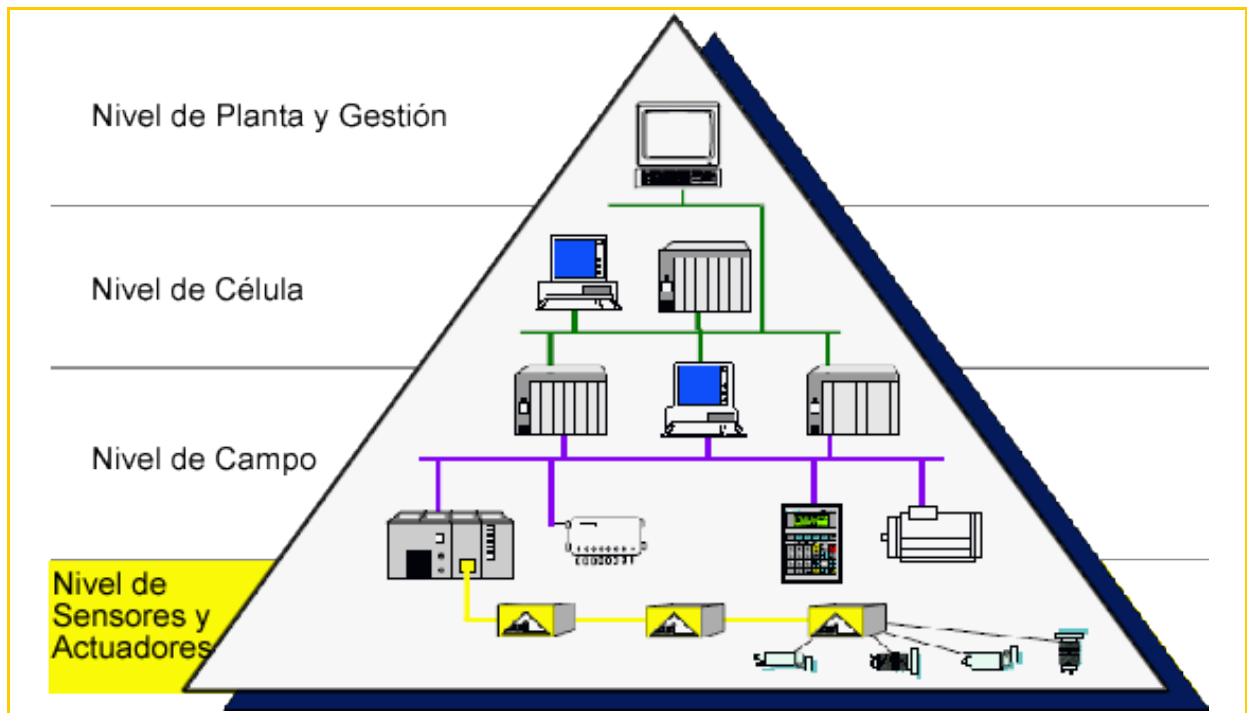 Nivel de Planta y Gestión
Nivel de Célula
Nivel de Campo
Nivel de
Sensores y
Actuadores